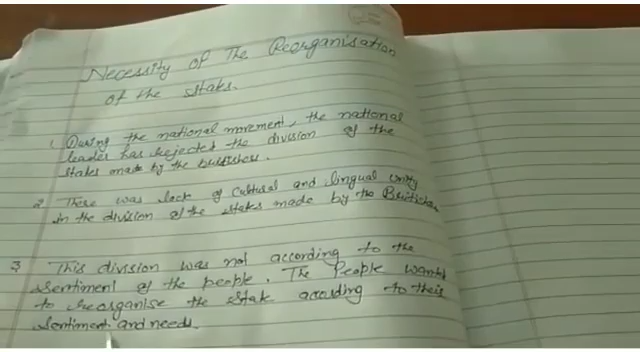 Necessity of The Reorganisation
of the States.
1. During the national movement, the national
leader has rejected the division of the
states made by the britishers.
2 There was lack of Cultural and lingual unity
in the division of the states made by the Britishers
3 This division was not according to the
sentiment of the people. The People wanted
to reorganise the state according to their
sentiment and needs.